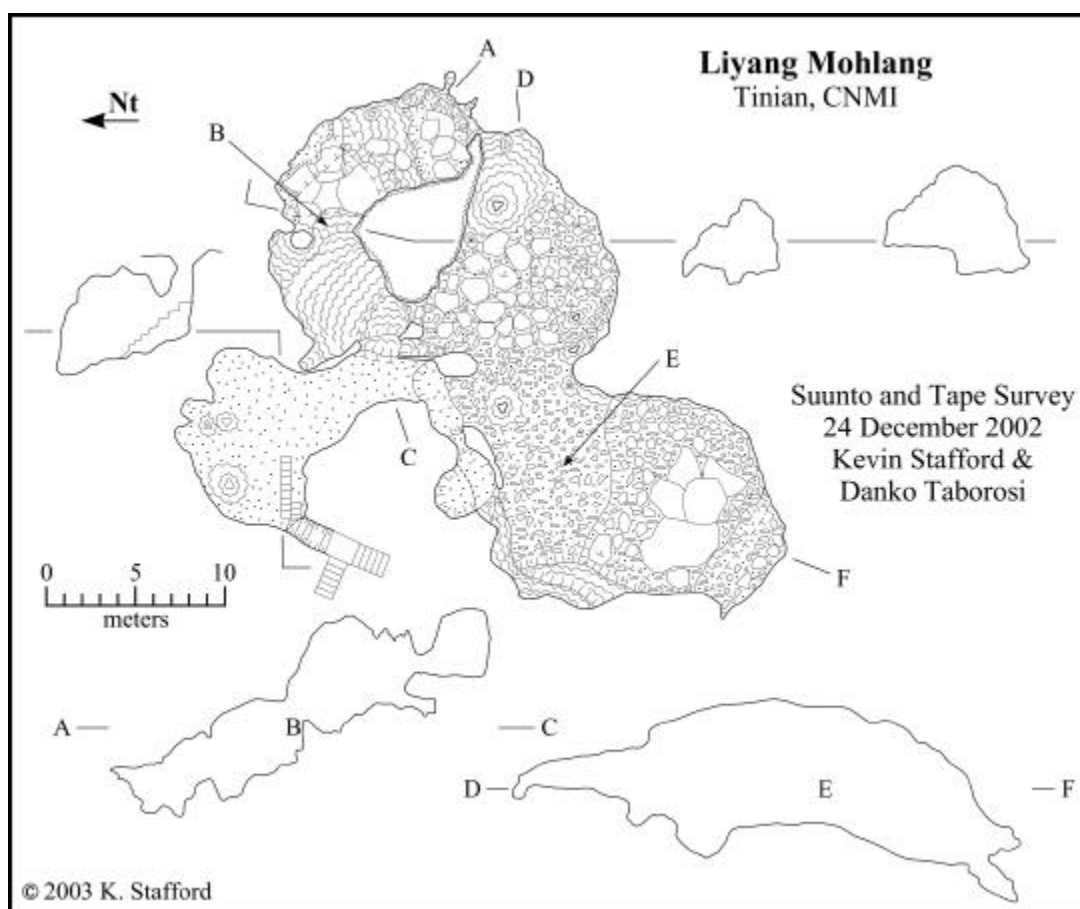 Liyang Mohlang
Tinian, CNMI
Nt
A
D
B
E
C
F
Suunto and Tape Survey
24 December 2002
Kevin Stafford &
Danko Taborosi
0 5 10
meters
A B C
D E F
© 2003 K. Stafford